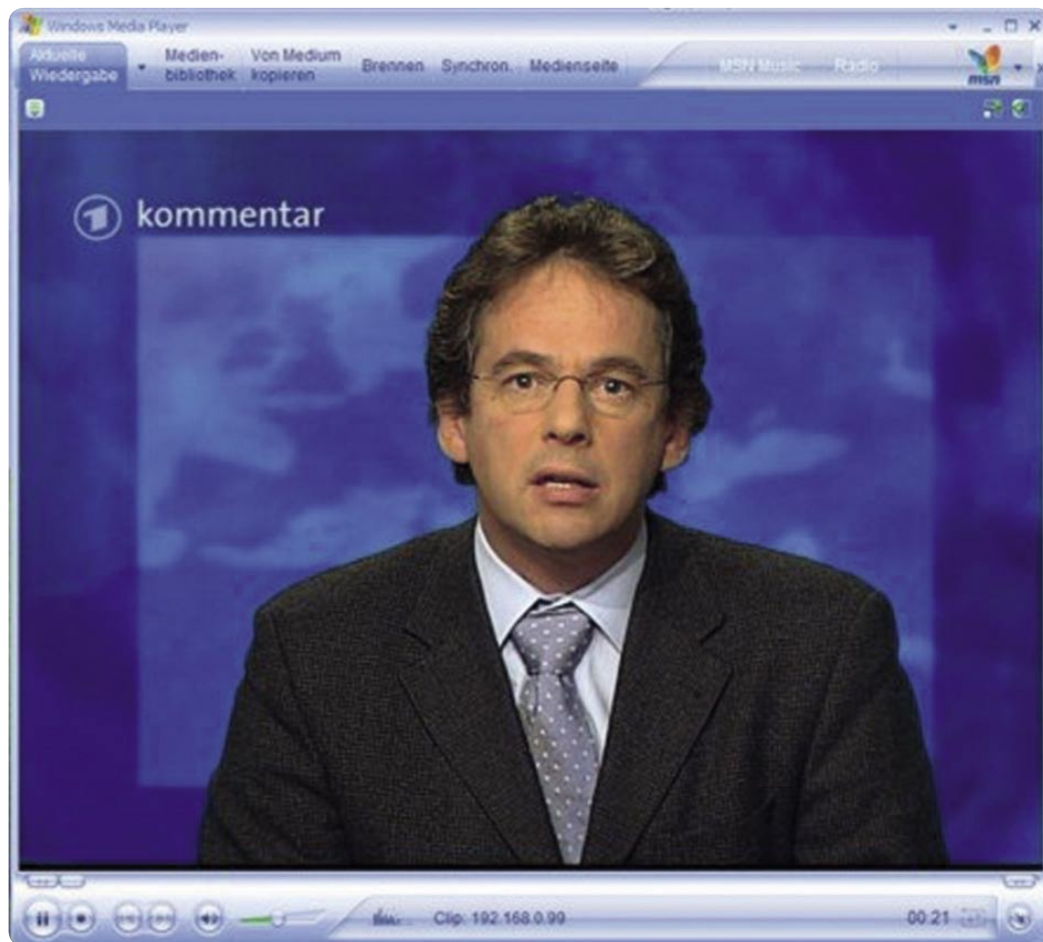 Windows Media Player
Aktuelle Wiedergabe
Medien-bibliothek
Von Medium kopieren
Brennen
Synchron.
Medienseite
MSN Music
Radio
msn
1 kommentar
Clip: 192.168.0.99
00:21